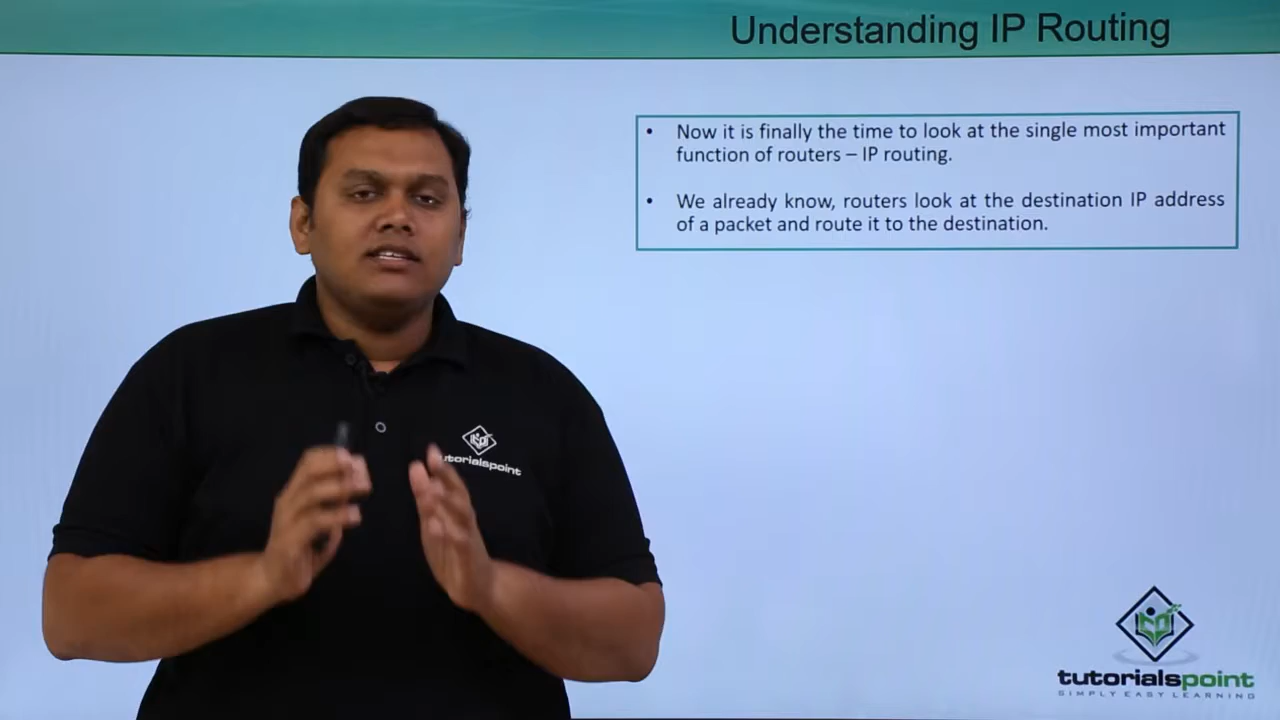 Understanding IP Routing
• Now it is finally the time to look at the single most important
function of routers – IP routing.
• We already know, routers look at the destination IP address
of a packet and route it to the destination.
tutorialspoint
tutorialspoint
SIMPLY EASY LEARNING